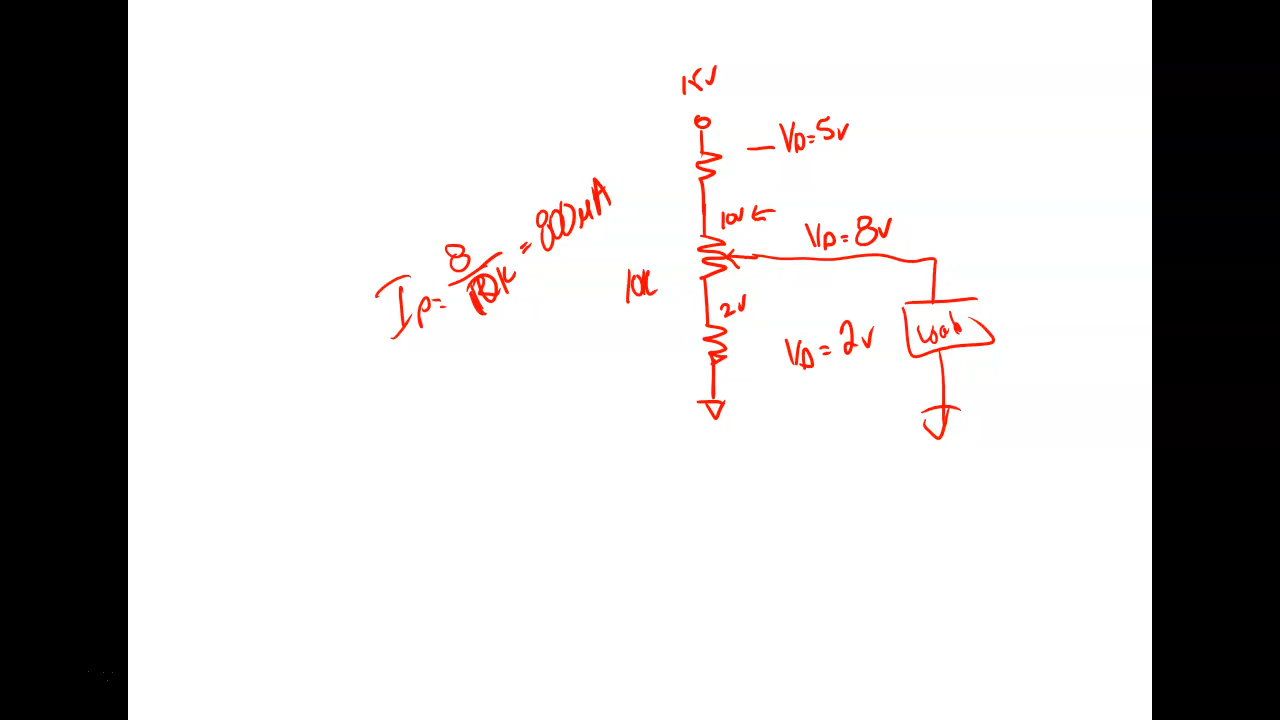 15V
VD=5V
10V ←
VD=8V
IP= 8/10K = 800μA
10K
2V
VD=2V
Load